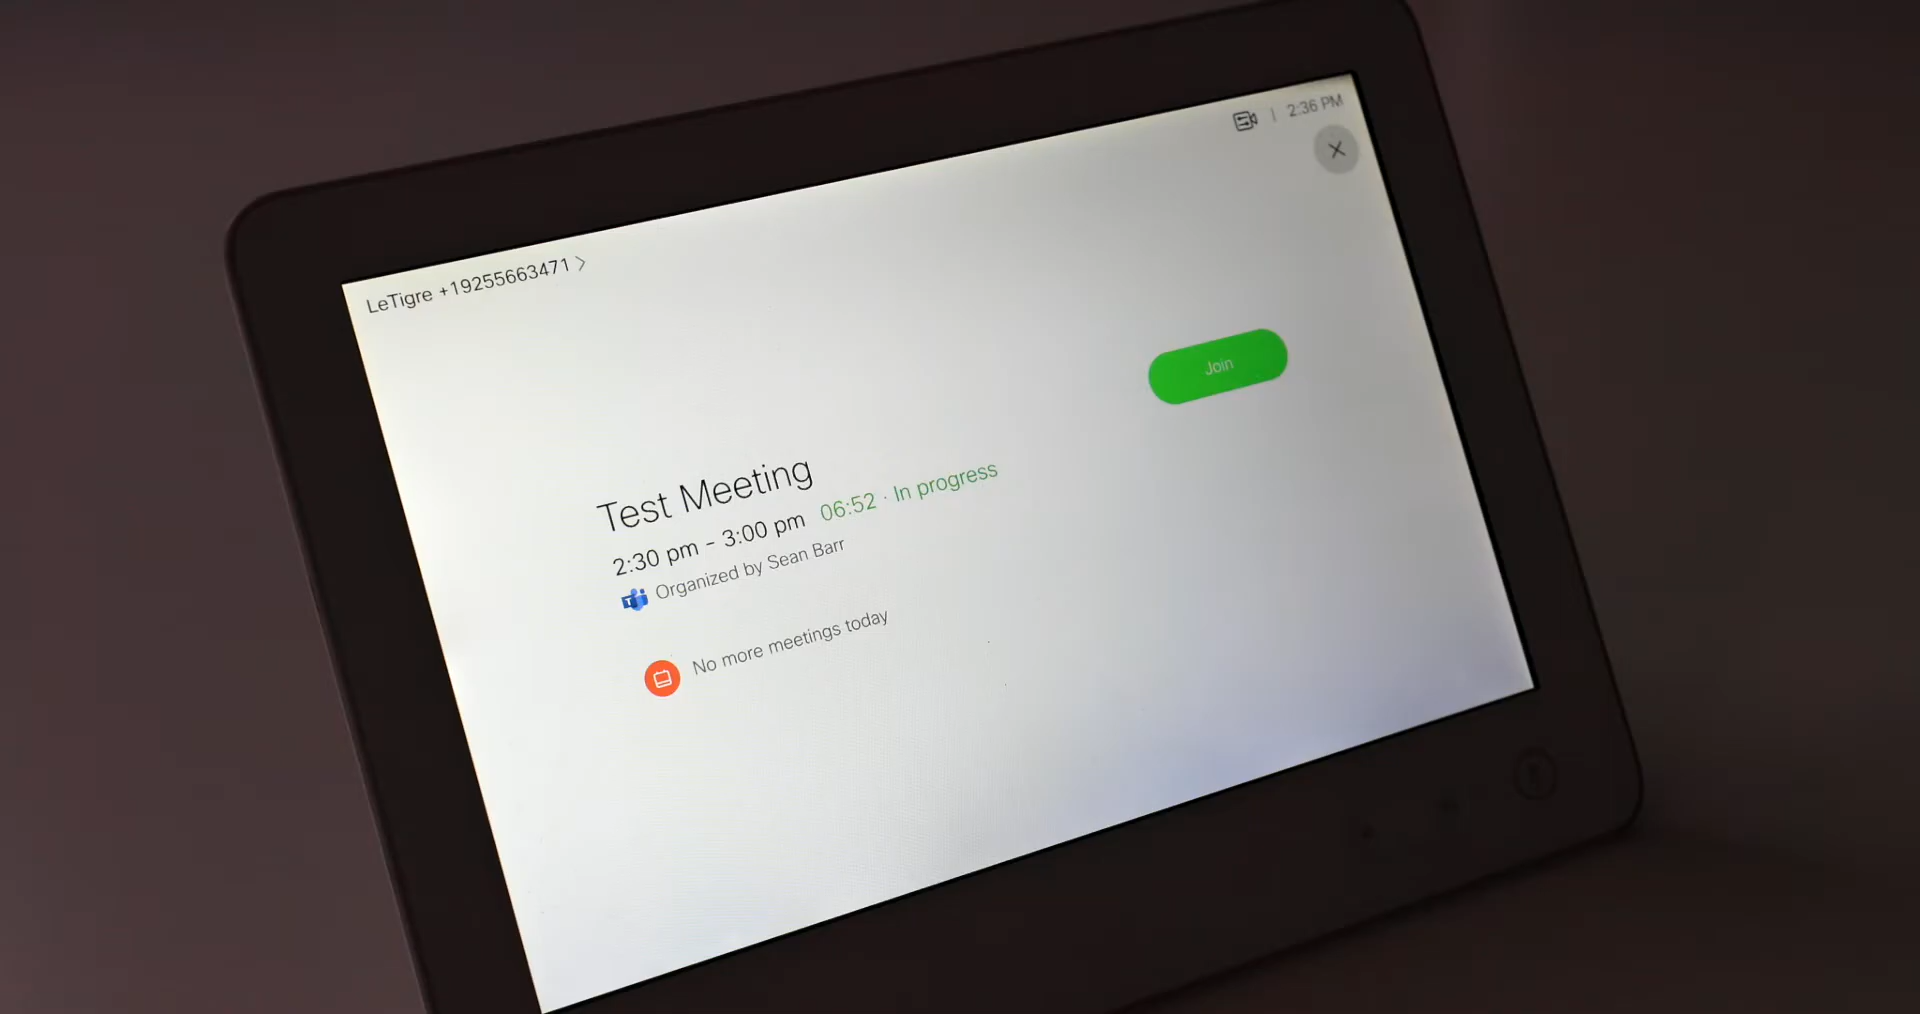 2:36 PM
LeTigre +19255663471
Join
Test Meeting
2:30 pm - 3:00 pm 06:52 · In progress
Organized by Sean Barr
No more meetings today